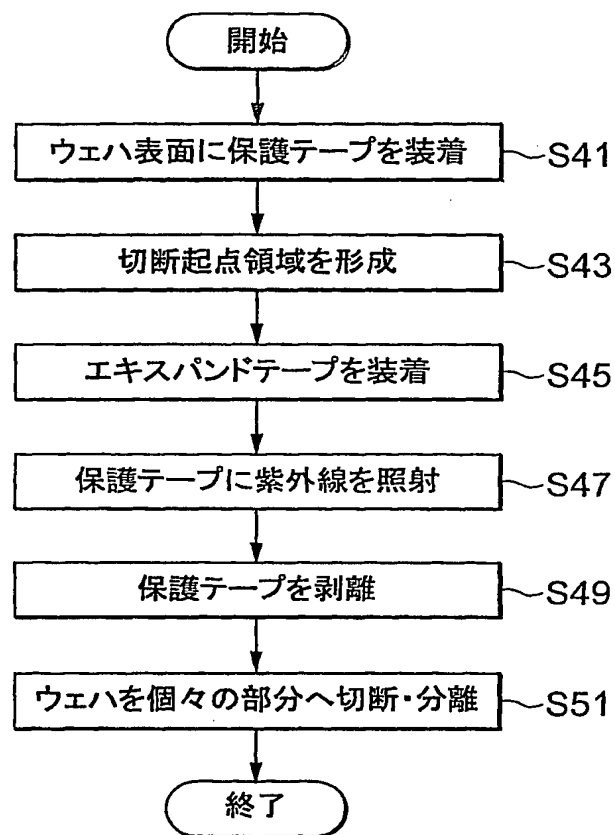 開始
ウェハ表面に保護テープを装着 S41
切断起点領域を形成 S43
エキスパンドテープを装着 S45
保護テープに紫外線を照射 S47
保護テープを剥離 S49
ウェハを個々の部分へ切断・分離 S51
終了